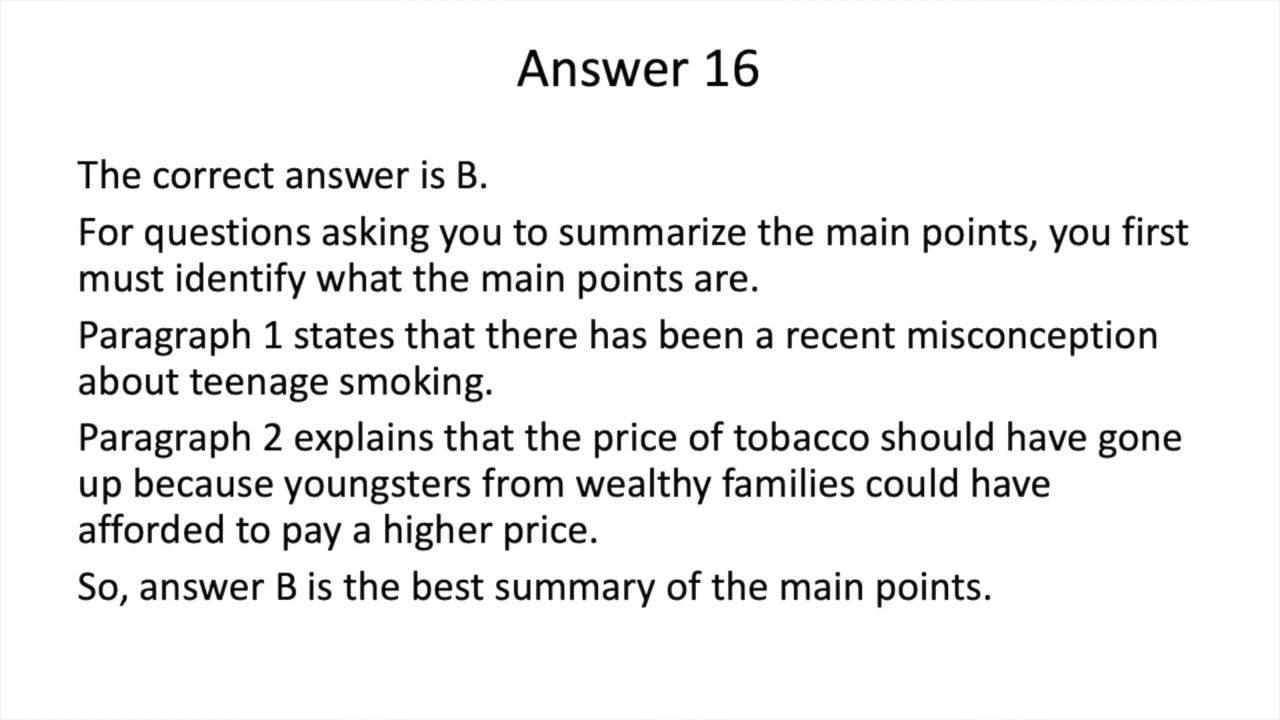 Answer 16
The correct answer is B.
For questions asking you to summarize the main points, you first
must identify what the main points are.
Paragraph 1 states that there has been a recent misconception
about teenage smoking.
Paragraph 2 explains that the price of tobacco should have gone
up because youngsters from wealthy families could have
afforded to pay a higher price.
So, answer B is the best summary of the main points.